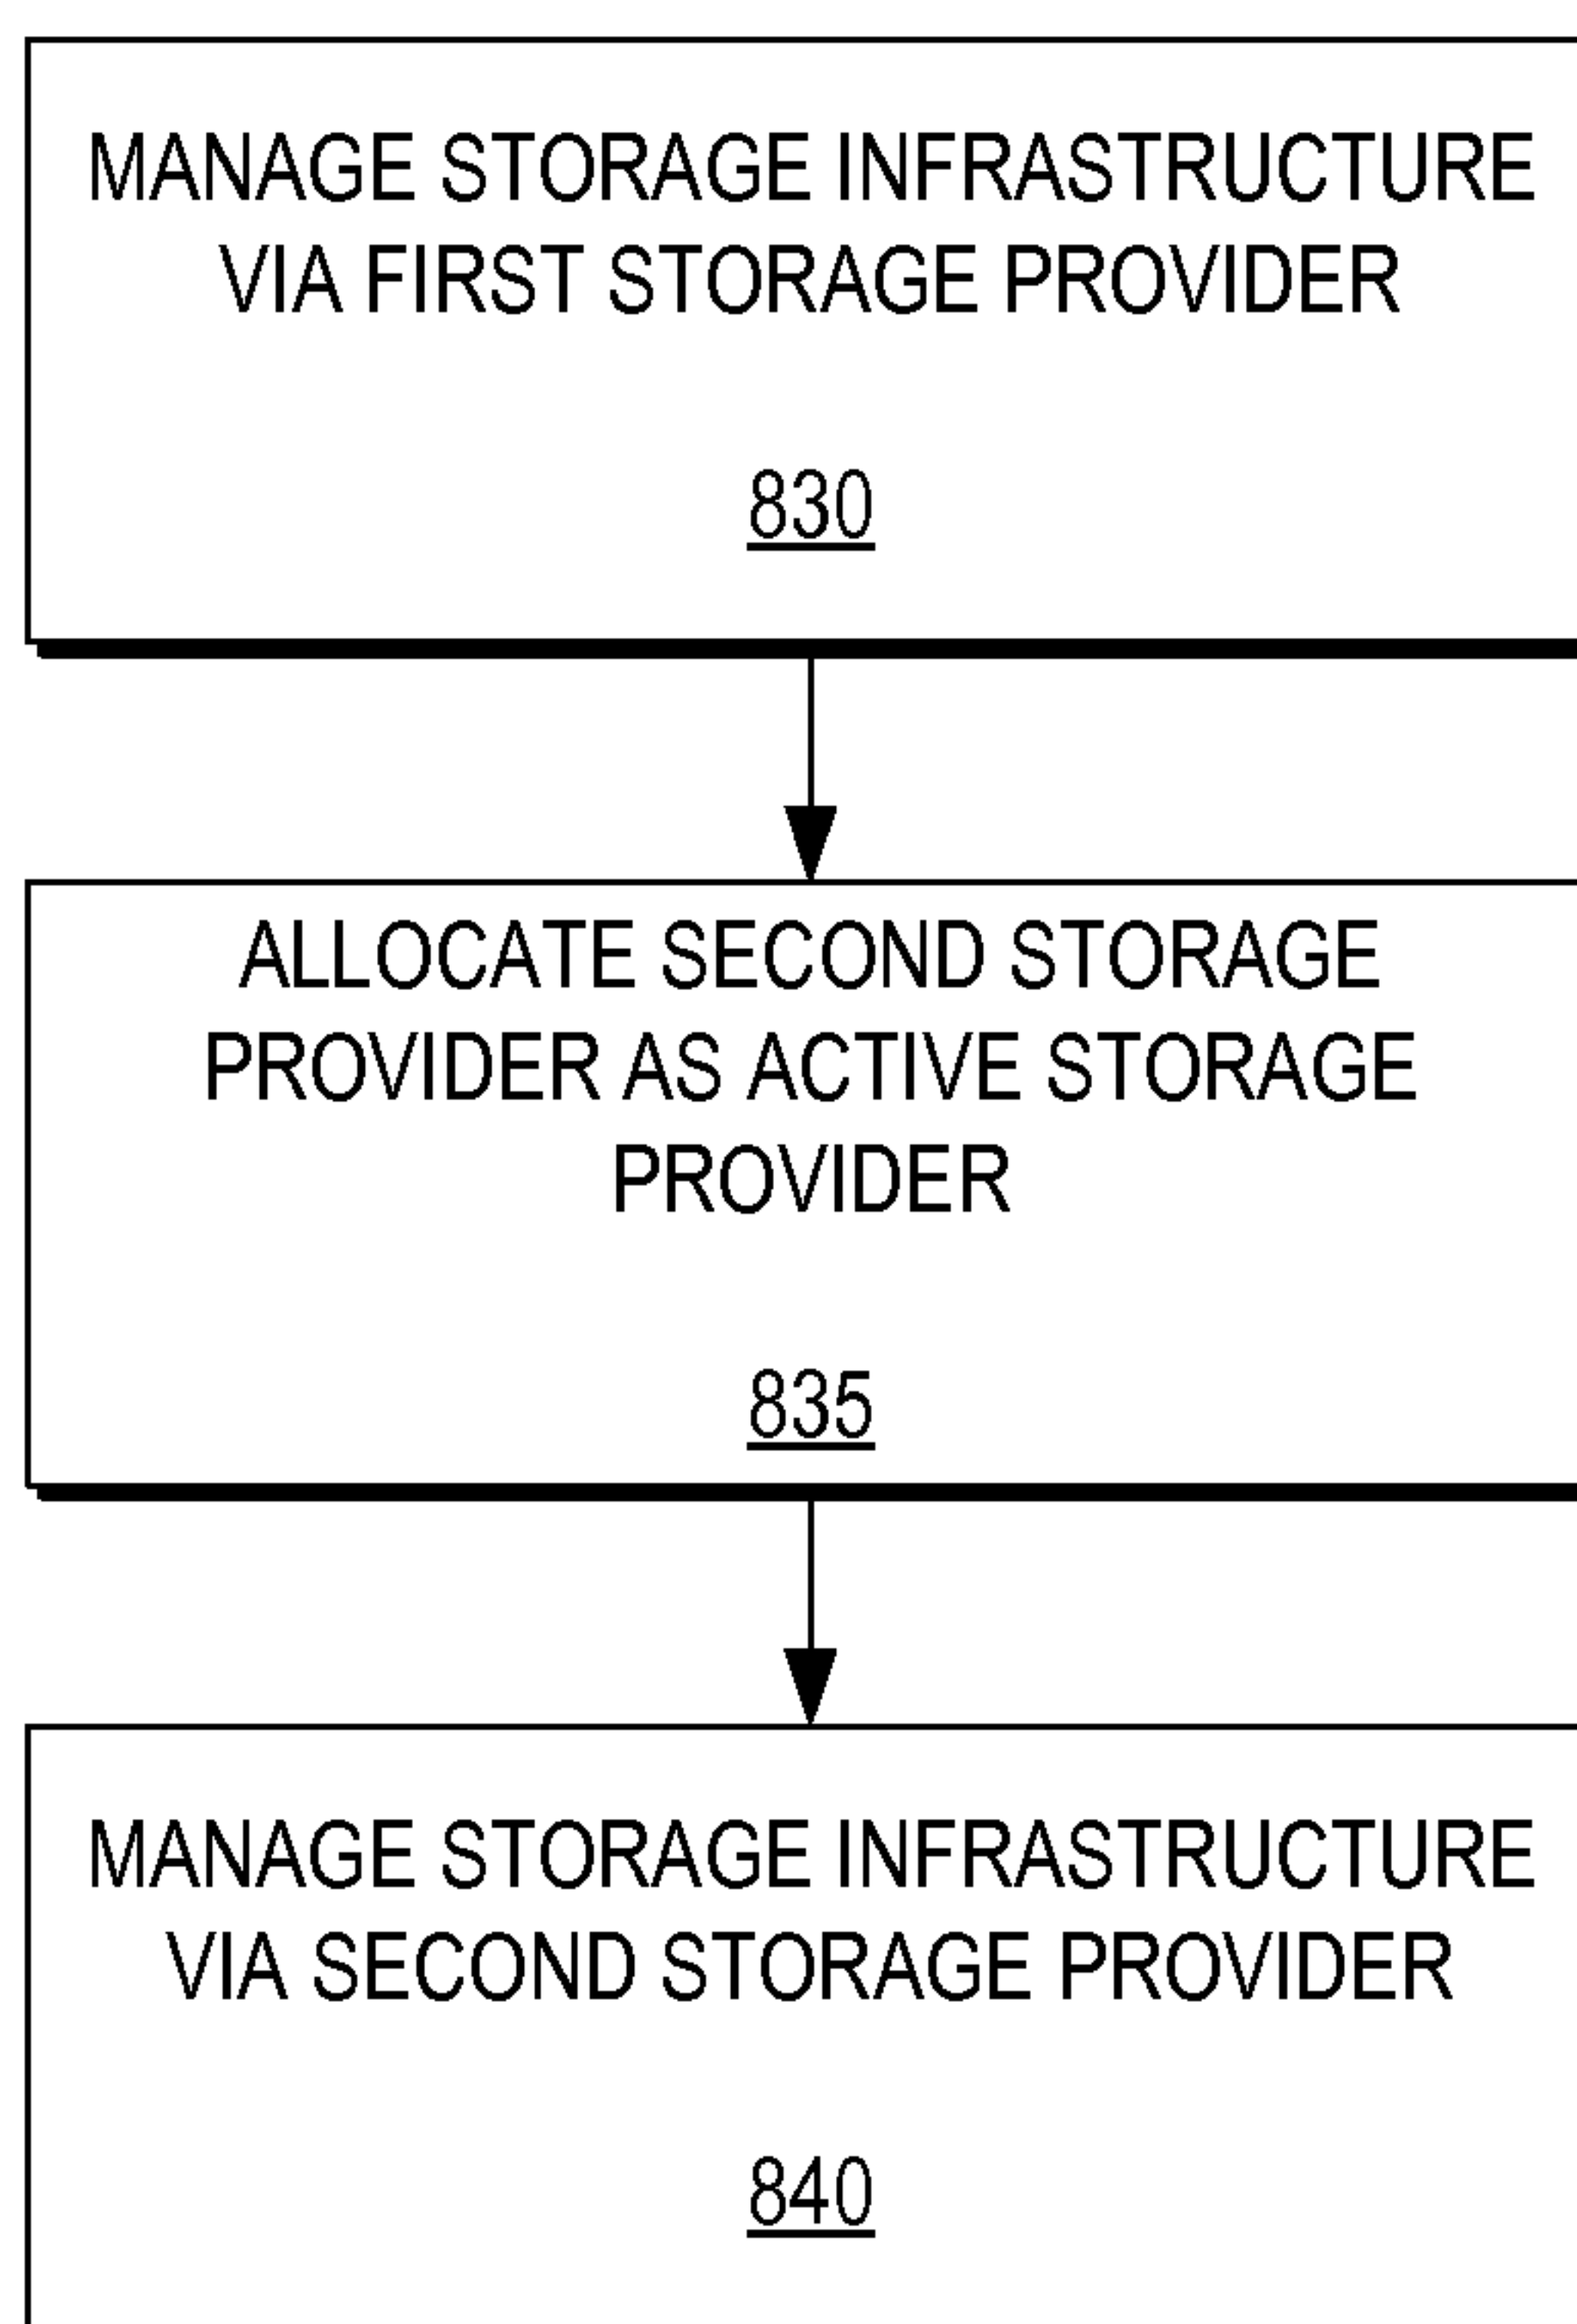 MANAGE STORAGE INFRASTRUCTURE
VIA FIRST STORAGE PROVIDER
830
ALLOCATE SECOND STORAGE
PROVIDER AS ACTIVE STORAGE
PROVIDER
835
MANAGE STORAGE INFRASTRUCTURE
VIA SECOND STORAGE PROVIDER
840